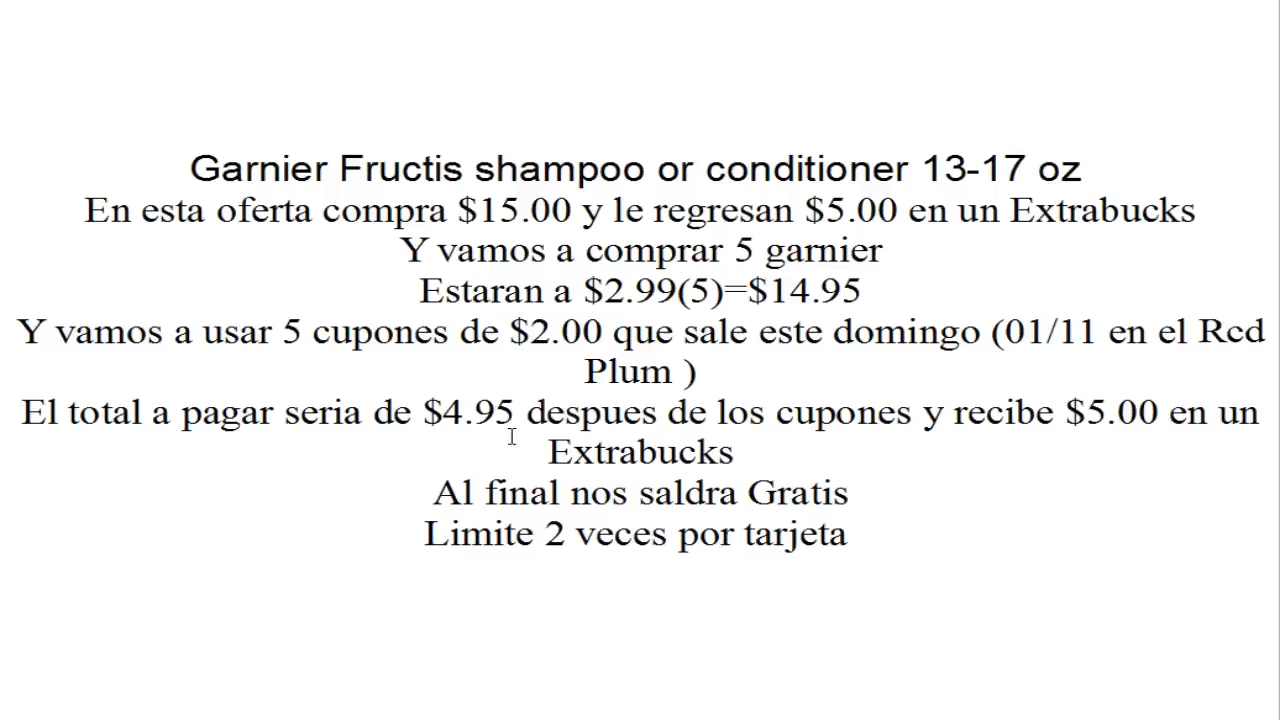 Garnier Fructis shampoo or conditioner 13-17 oz
En esta oferta compra $15.00 y le regresan $5.00 en un Extrabucks
Y vamos a comprar 5 garnier
Estaran a $2.99(5)=$14.95
Y vamos a usar 5 cupones de $2.00 que sale este domingo (01/11 en el Rcd
Plum )
El total a pagar seria de $4.95 despues de los cupones y recibe $5.00 en un
Extrabucks
Al final nos saldra Gratis
Limite 2 veces por tarjeta